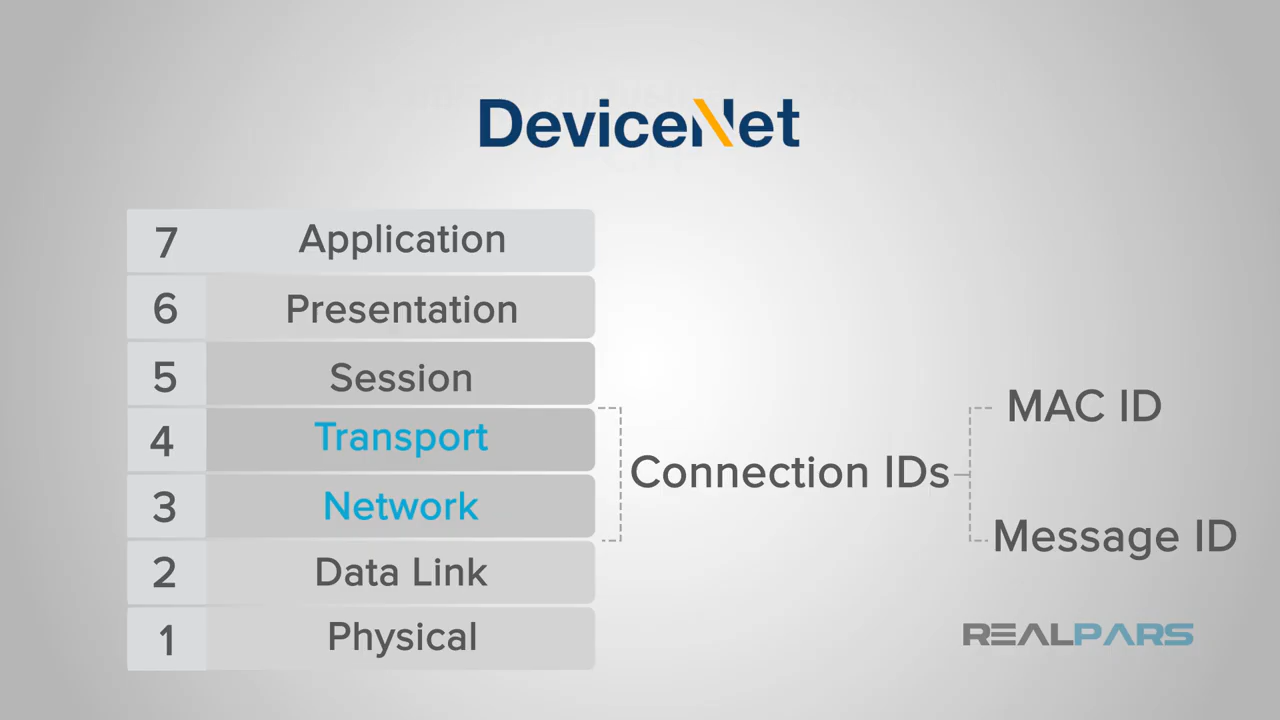 DeviceNet
7 Application
6 Presentation
5 Session
4 Transport
3 Network
2 Data Link
1 Physical
Connection IDs
MAC ID
Message ID
REALPARS